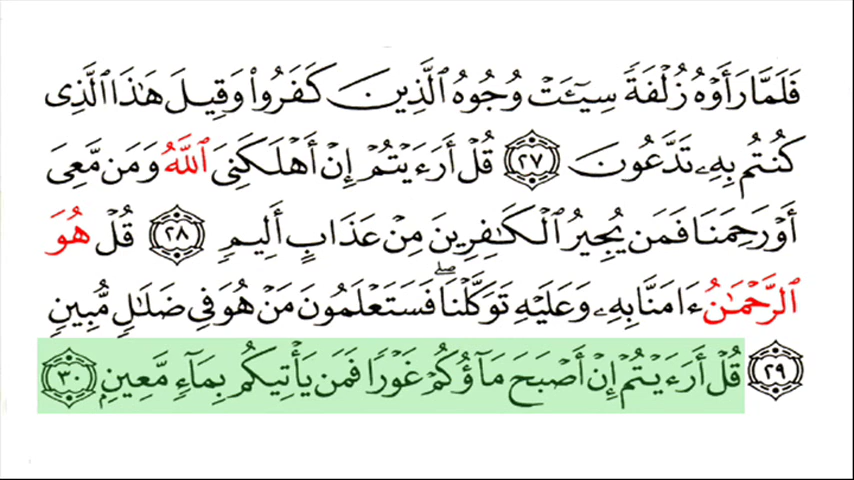 فَلَمَّا رَأَوْهُ زُلْفَةً سِيٓـَٔتْ وُجُوهُ ٱلَّذِينَ كَفَرُوا۟ وَقِيلَ هَـٰذَا ٱلَّذِى
كُنتُم بِهِۦ تَدَّعُونَ ٢٧ قُلْ أَرَءَيْتُمْ إِنْ أَهْلَكَنِىَ ٱللَّهُ وَمَن مَّعِىَ
أَوْ رَحِمَنَا فَمَن يُجِيرُ ٱلْكَـٰفِرِينَ مِنْ عَذَابٍ أَلِيمٍ ٢٨ قُلْ هُوَ
ٱلرَّحْمَـٰنُ ءَامَنَّا بِهِۦ وَعَلَيْهِ تَوَكَّلْنَا ۖ فَسَتَعْلَمُونَ مَنْ هُوَ فِى ضَلَـٰلٍ مُّبِينٍ
٢٩ قُلْ أَرَءَيْتُمْ إِنْ أَصْبَحَ مَآؤُكُمْ غَوْرًا فَمَن يَأْتِيكُم بِمَآءٍ مَّعِينٍۭ ٣٠